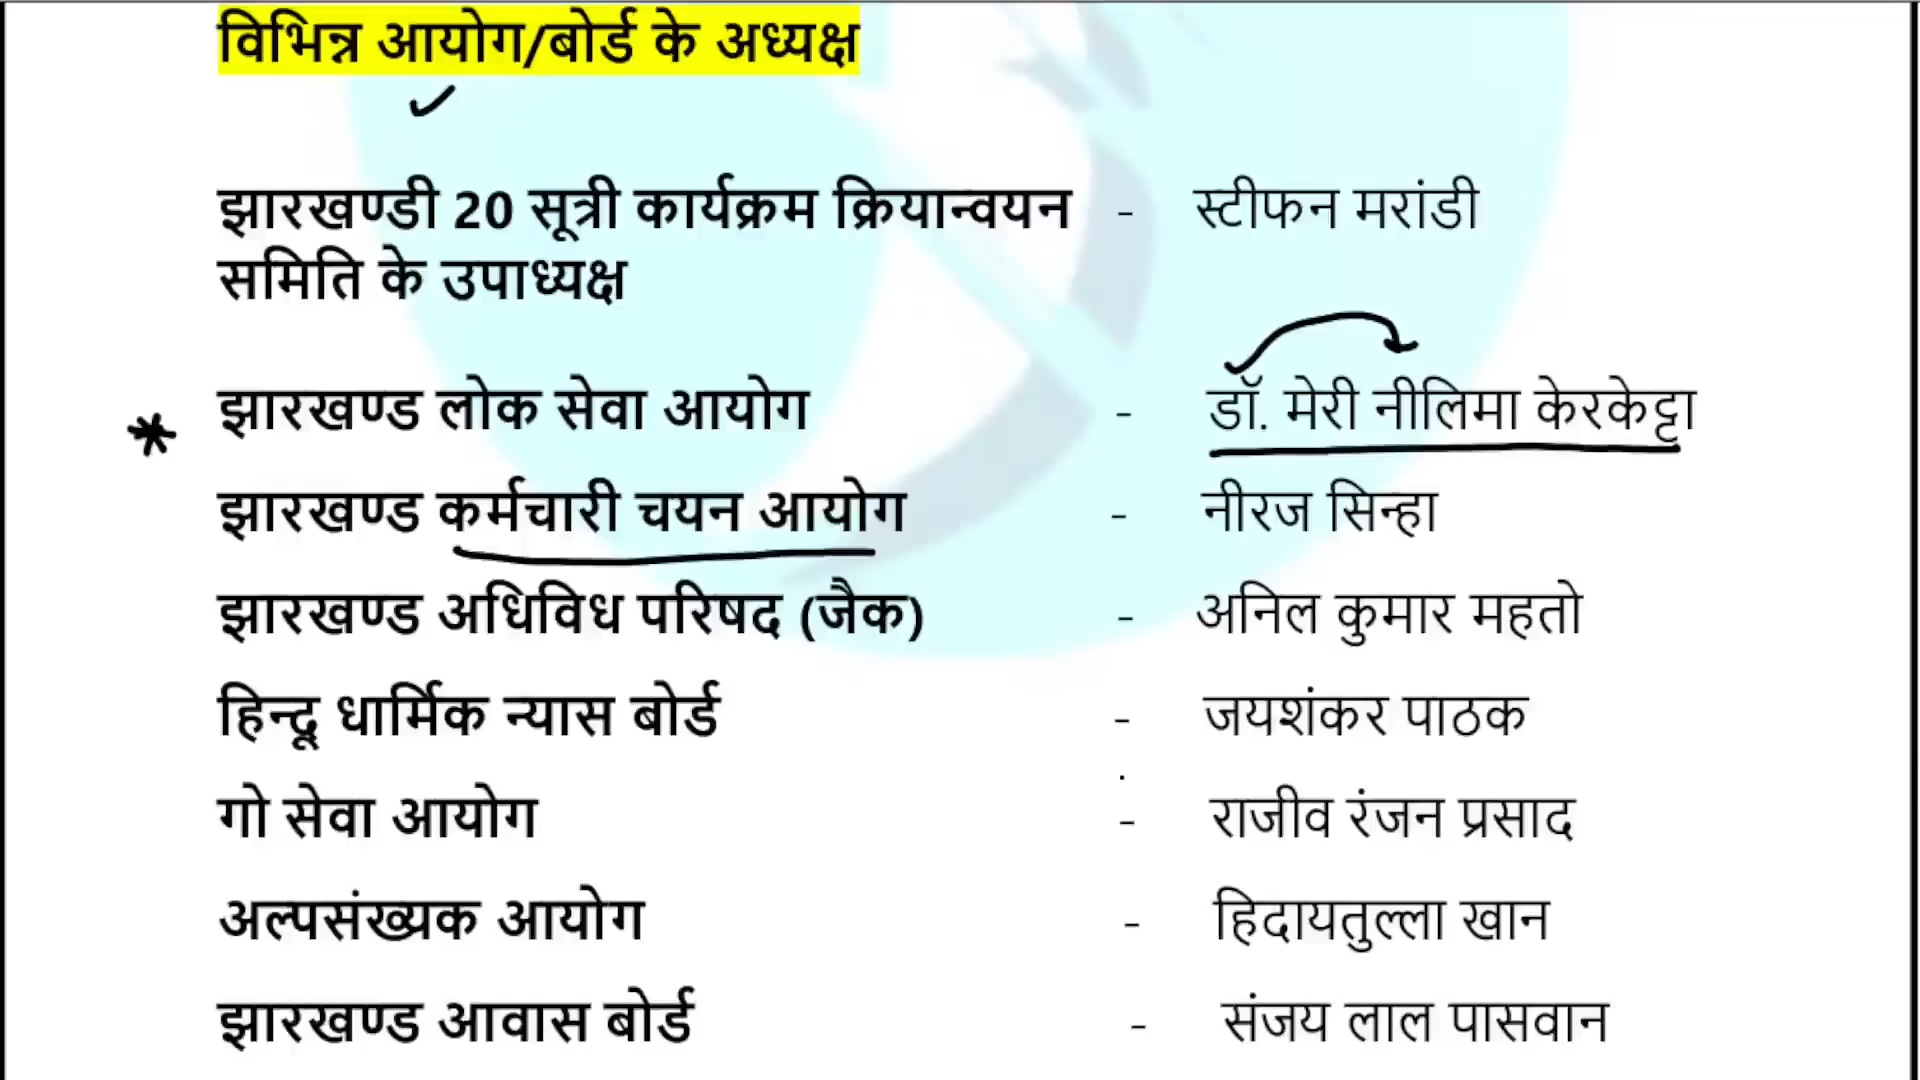 विभिन्न आयोग/बोर्ड के अध्यक्ष
झारखण्डी 20 सूत्री कार्यक्रम क्रियान्वयन - स्टीफन मरांडी
समिति के उपाध्यक्ष
झारखण्ड लोक सेवा आयोग - डॉ. मेरी नीलिमा केरकेट्टा
झारखण्ड कर्मचारी चयन आयोग - नीरज सिन्हा
झारखण्ड अधिविध परिषद (जैक) - अनिल कुमार महतो
हिन्दू धार्मिक न्यास बोर्ड - जयशंकर पाठक
गो सेवा आयोग - राजीव रंजन प्रसाद
अल्पसंख्यक आयोग - हिदायतुल्ला खान
झारखण्ड आवास बोर्ड - संजय लाल पासवान